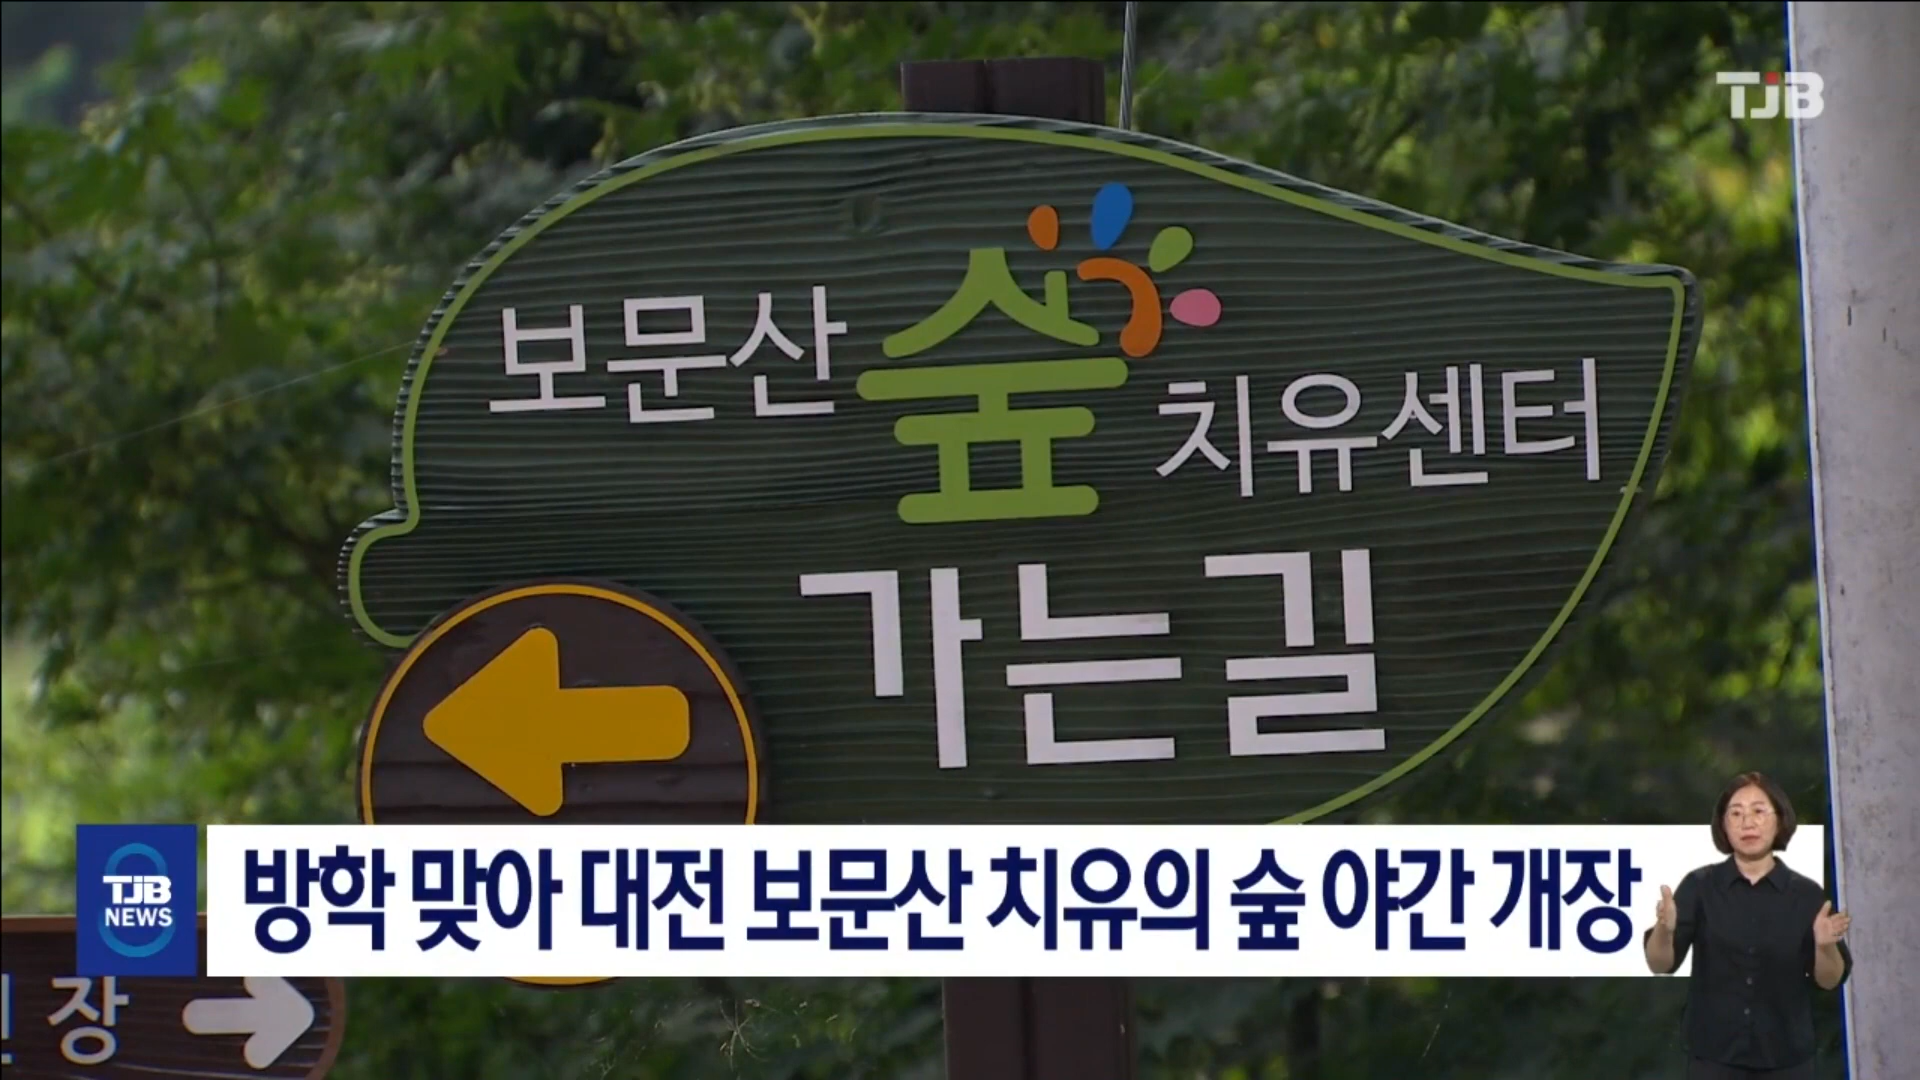 TJB
보문산 숲 치유센터
가는길
TJB
NEWS
방학 맞아 대전 보문산 치유의 숲 야간 개장
장